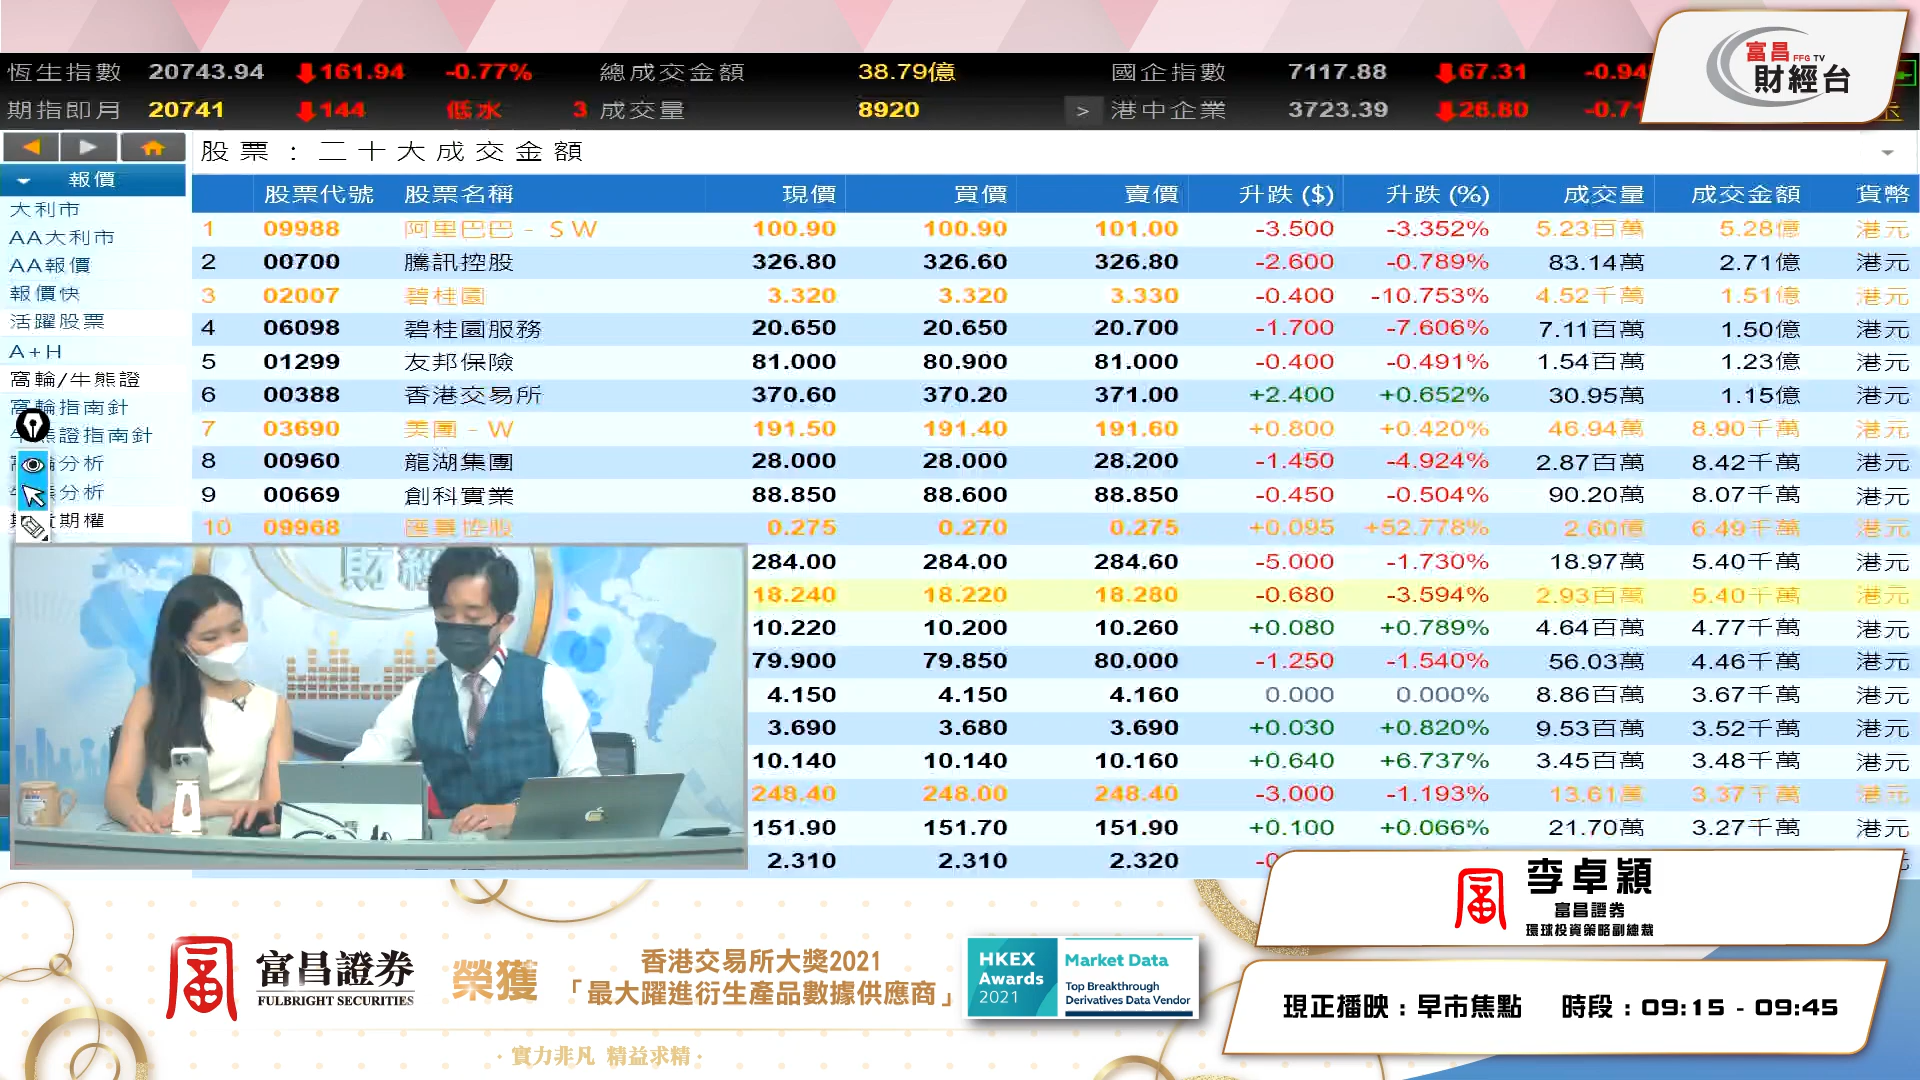 恆生指數 20743.94 161.94 -0.77% 總成交金額 38.79億 國企指數 7117.88 67.31 -0.94
期指即月 20741 144 低水 3 成交量 8920 > 港中企業 3723.39 26.80 -0.71
富昌 FFG TV
財經台
股票：二十大成交金額
報價
大利市
AA大利市
AA報價
報價快
活躍股票
A+H
窩輪/牛熊證
窩輪指南針
證指南針
分析
分析
期權
股票代號 股票名稱 現價 買價 賣價 升跌 ($) 升跌 (%) 成交量 成交金額 貨幣
1 09988 阿里巴巴 - SW 100.90 100.90 101.00 -3.500 -3.352% 5.23百萬 5.28億 港元
2 00700 騰訊控股 326.80 326.60 326.80 -2.600 -0.789% 83.14萬 2.71億 港元
3 02007 碧桂園 3.320 3.320 3.330 -0.400 -10.753% 4.52千萬 1.51億 港元
4 06098 碧桂園服務 20.650 20.650 20.700 -1.700 -7.606% 7.11百萬 1.50億 港元
5 01299 友邦保險 81.000 80.900 81.000 -0.400 -0.491% 1.54百萬 1.23億 港元
6 00388 香港交易所 370.60 370.20 371.00 +2.400 +0.652% 30.95萬 1.15億 港元
7 03690 美團 - W 191.50 191.40 191.60 +0.800 +0.420% 46.94萬 8.90千萬 港元
8 00960 龍湖集團 28.000 28.000 28.200 -1.450 -4.924% 2.87百萬 8.42千萬 港元
9 00669 創科實業 88.850 88.600 88.850 -0.450 -0.504% 90.20萬 8.07千萬 港元
10 09968 匯景控股 0.275 0.270 0.275 +0.095 +52.778% 2.60億 6.49千萬 港元
284.00 284.00 284.60 -5.000 -1.730% 18.97萬 5.40千萬 港元
18.240 18.220 18.280 -0.680 -3.594% 2.93百萬 5.40千萬 港元
10.220 10.200 10.260 +0.080 +0.789% 4.64百萬 4.77千萬 港元
79.900 79.850 80.000 -1.250 -1.540% 56.03萬 4.46千萬 港元
4.150 4.150 4.160 0.000 0.000% 8.86百萬 3.67千萬 港元
3.690 3.680 3.690 +0.030 +0.820% 9.53百萬 3.52千萬 港元
10.140 10.140 10.160 +0.640 +6.737% 3.45百萬 3.48千萬 港元
248.40 248.00 248.40 -3.000 -1.193% 13.61萬 3.37千萬 港元
151.90 151.70 151.90 +0.100 +0.066% 21.70萬 3.27千萬 港元
2.310 2.310 2.320 -0
財經
李卓穎
富昌證券
環球投資策略副總裁
富昌證券
FULBRIGHT SECURITIES
榮獲
香港交易所大獎2021
「最大躍進衍生產品數據供應商」
HKEX Awards 2021
Market Data
Top Breakthrough
Derivatives Data Vendor
·實力非凡 精益求精·
現正播映：早市焦點 時段：09:15 - 09:45